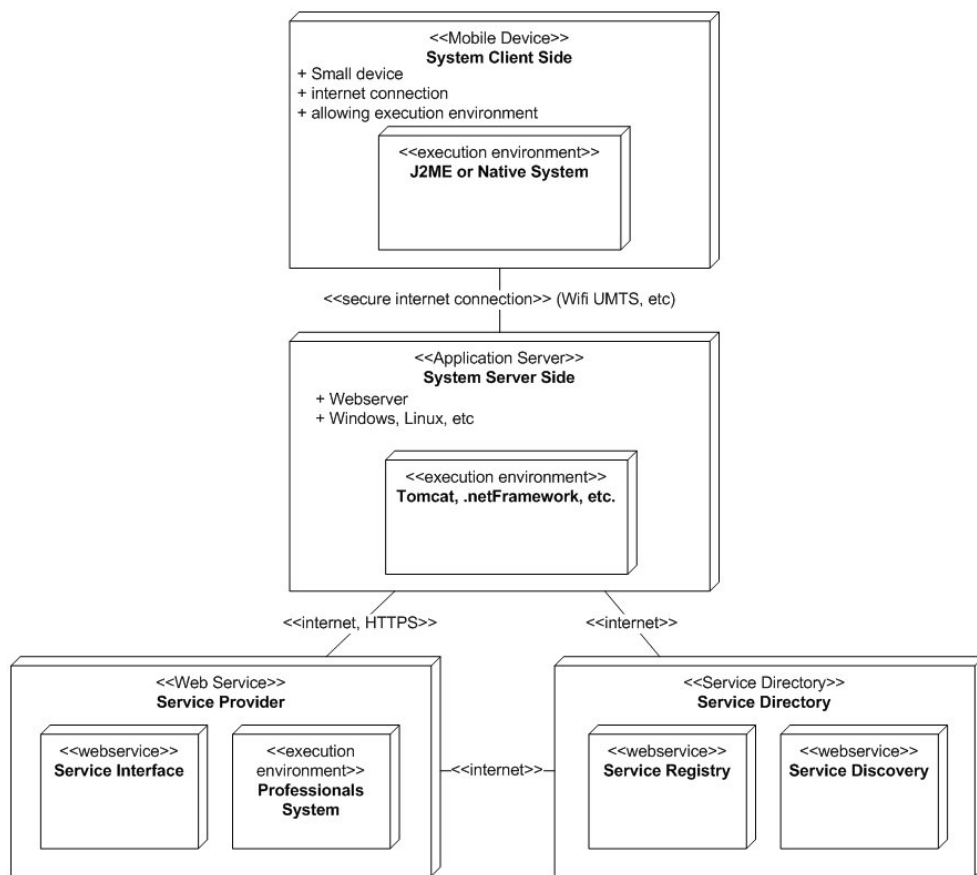 <<Mobile Device>>
System Client Side
+ Small device
+ internet connection
+ allowing execution environment
<<execution environment>>
J2ME or Native System
<<secure internet connection>> (Wifi UMTS, etc)
<<Application Server>>
System Server Side
+ Webserver
+ Windows, Linux, etc
<<execution environment>>
Tomcat, .netFramework, etc.
<<internet, HTTPS>>
<<internet>>
<<Web Service>>
Service Provider
<<webservice>>
Service Interface
<<execution
environment>>
Professionals
System
<<internet>>
<<Service Directory>>
Service Directory
<<webservice>>
Service Registry
<<webservice>>
Service Discovery